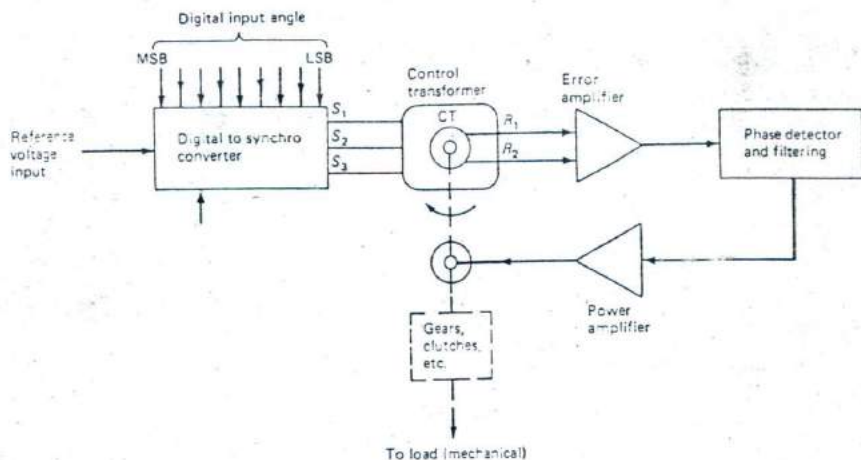 Digital input angle
MSB
LSB
Reference
voltage
input
Digital to synchro
converter
S1
S2
S3
Control
transformer
CT
R1
R2
Error
amplifier
Phase detector
and filtering
Power
amplifier
Gears,
clutches,
etc.
To load (mechanical)